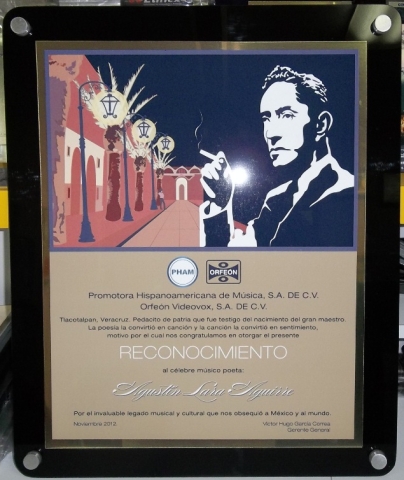 PHAM
ORFEON
Promotora Hispanoamericana de Música, S.A. DE C.V.
Orfeón Videovox, S.A. DE C.V.
Tlacotalpan, Veracruz. Pedacito de patria que fue testigo del nacimiento del gran maestro.
La poesía la convirtió en canción y la canción la convirtió en sentimiento,
motivo por el cual nos congratulamos en otorgar el presente
RECONOCIMIENTO
al célebre músico poeta:
Agustín Lara Aguirre
Por el invaluable legado musical y cultural que nos obsequió a México y al mundo.
Noviembre 2012
Víctor Hugo García Correa
Gerente General